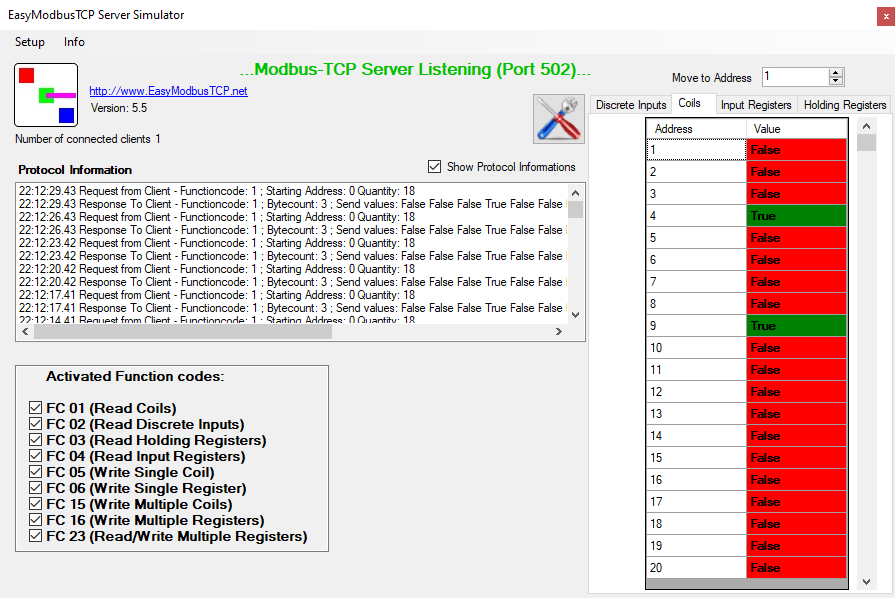 EasyModbusTCP Server Simulator
x
Setup Info
...Modbus-TCP Server Listening (Port 502)...
http://www.EasyModbusTCP.net
Version: 5.5
Number of connected clients 1
Move to Address 1
Protocol Information
Show Protocol Informations
22:12:29.43 Request from Client - Functioncode: 1 ; Starting Address: 0 Quantity: 18
22:12:29.43 Response To Client - Functioncode: 1 ; Bytecount: 3 ; Send values: False False False True False False
22:12:26.43 Request from Client - Functioncode: 1 ; Starting Address: 0 Quantity: 18
22:12:26.43 Response To Client - Functioncode: 1 ; Bytecount: 3 ; Send values: False False False True False False
22:12:23.42 Request from Client - Functioncode: 1 ; Starting Address: 0 Quantity: 18
22:12:23.42 Response To Client - Functioncode: 1 ; Bytecount: 3 ; Send values: False False False True False False
22:12:20.42 Request from Client - Functioncode: 1 ; Starting Address: 0 Quantity: 18
22:12:20.42 Response To Client - Functioncode: 1 ; Bytecount: 3 ; Send values: False False False True False False
22:12:17.41 Request from Client - Functioncode: 1 ; Starting Address: 0 Quantity: 18
22:12:17.41 Response To Client - Functioncode: 1 ; Bytecount: 3 ; Send values: False False False True False False
22:12:14.41 Request from Client - Functioncode: 1 ; Starting Address: 0 Quantity: 18
Activated Function codes:
FC 01 (Read Coils)
FC 02 (Read Discrete Inputs)
FC 03 (Read Holding Registers)
FC 04 (Read Input Registers)
FC 05 (Write Single Coil)
FC 06 (Write Single Register)
FC 15 (Write Multiple Coils)
FC 16 (Write Multiple Registers)
FC 23 (Read/Write Multiple Registers)
Discrete Inputs Coils Input Registers Holding Registers
Address Value
1 False
2 False
3 False
4 True
5 False
6 False
7 False
8 False
9 True
10 False
11 False
12 False
13 False
14 False
15 False
16 False
17 False
18 False
19 False
20 False